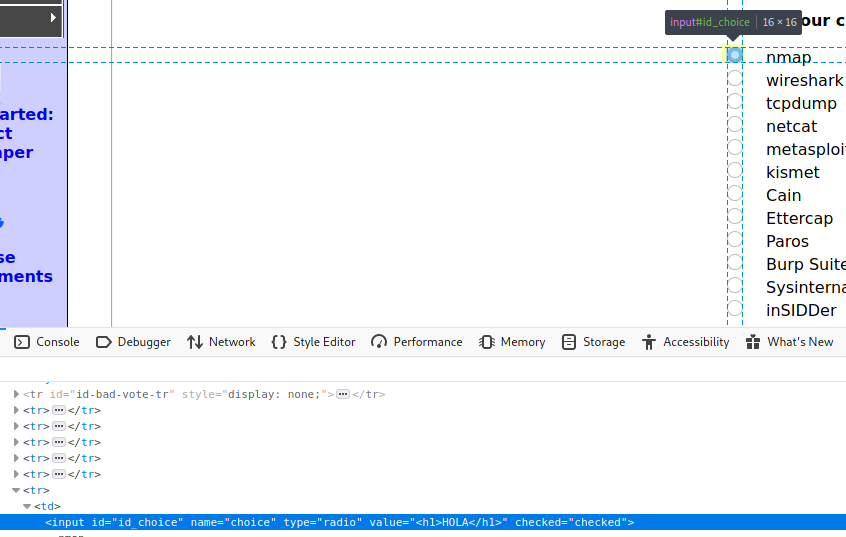 input#id_choice | 16 × 16
our c
nmap
wireshark
tcpdump
netcat
metasploi
kismet
Cain
Ettercap
Paros
Burp Suite
Sysinterna
inSIDDer
arted:
ct
aper
se
ments
Console Debugger Network Style Editor Performance Memory Storage Accessibility What's New
<tr id="id-bad-vote-tr" style="display: none;">···</tr>
<tr>···</tr>
<tr>···</tr>
<tr>···</tr>
<tr>···</tr>
<tr>···</tr>
<tr>
<td>
<input id="id_choice" name="choice" type="radio" value="<h1>HOLA</h1>" checked="checked">